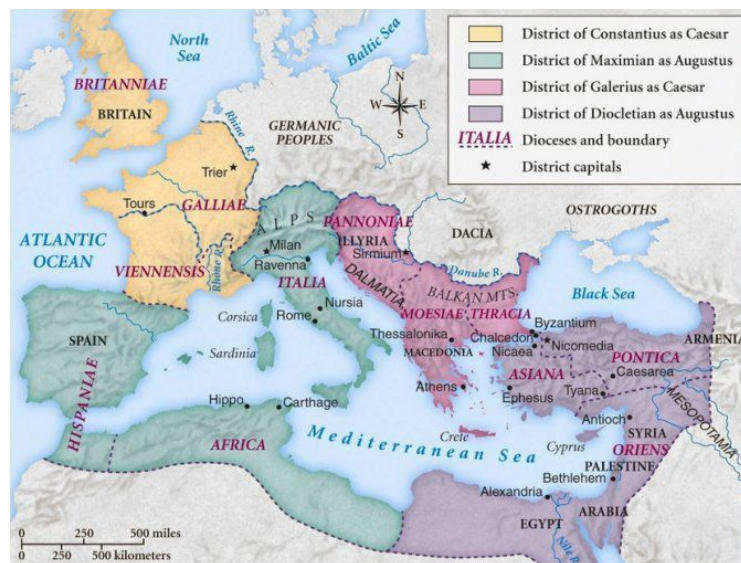 District of Constantius as Caesar
District of Maximian as Augustus
District of Galerius as Caesar
District of Diocletian as Augustus
ITALIA Dioceses and boundary
★ District capitals
North
Sea
Baltic Sea
N
W E
S
BRITANNIAE
BRITAIN
Rhine R.
GERMANIC
PEOPLES
Trier
GALLIAE
Tours
ATLANTIC
OCEAN
VIENNENSIS
Rhône R.
ALPS
Milan
Ravenna
ITALIA
PANNONIAE
ILLYRIA
Sirmium
DALMATIA
DACIA
OSTROGOTHS
Danube R.
BALKAN MTS.
Black Sea
MOESIAE
THRACIA
Nursia
Rome
Corsica
Sardinia
SPAIN
HISPANIAE
Thessalonika
MACEDONIA
Byzantium
Chalcedon
Nicomedia
Nicaea
ARMENIA
PONTICA
Caesarea
ASIANA
Athens
Ephesus
Tyana
MESOPOTAMIA
Hippo
Carthage
AFRICA
Mediterranean Sea
Crete
Cyprus
Antioch
SYRIA
ORIENS
PALESTINE
Bethlehem
Alexandria
ARABIA
EGYPT
Nile R.
0 250 500 miles
0 250 500 kilometers